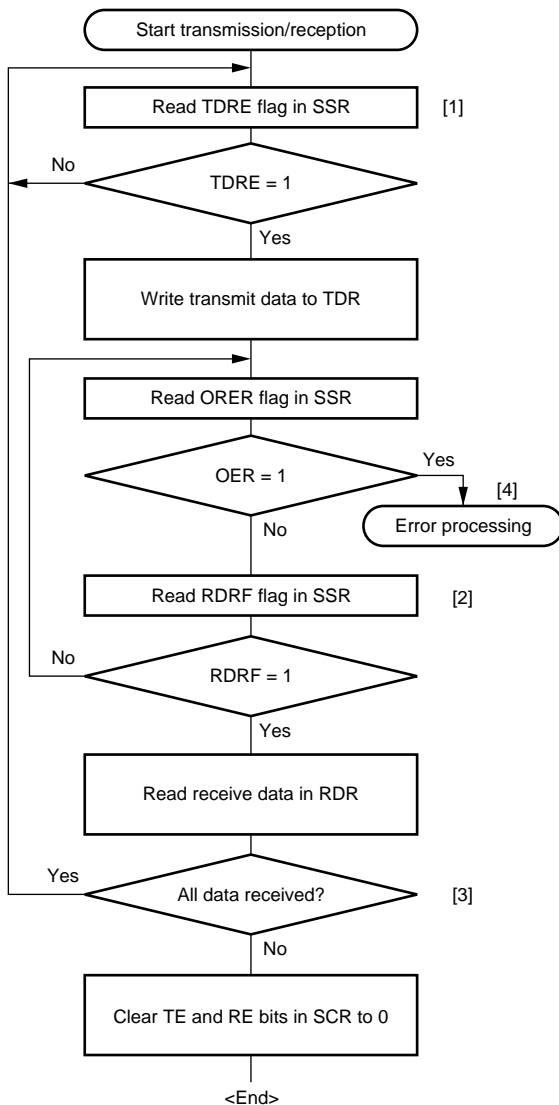 Start transmission/reception
Read TDRE flag in SSR
[1]
No
TDRE = 1
Yes
Write transmit data to TDR
Read ORER flag in SSR
OER = 1
Yes
[4]
Error processing
No
Read RDRF flag in SSR
[2]
No
RDRF = 1
Yes
Read receive data in RDR
Yes
All data received?
[3]
No
Clear TE and RE bits in SCR to 0
<End>